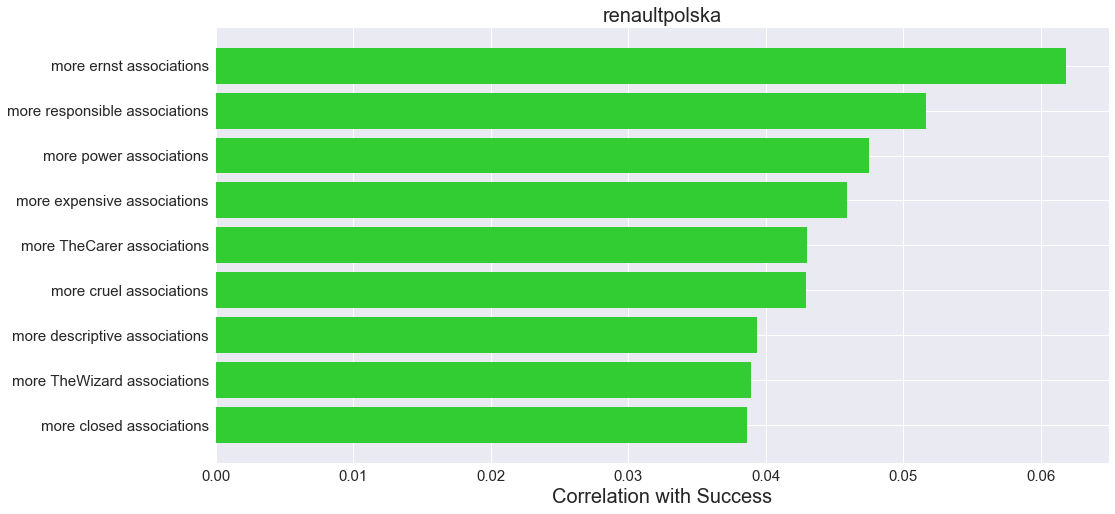 renaultpolska
more ernst associations
more responsible associations
more power associations
more expensive associations
more TheCarer associations
more cruel associations
more descriptive associations
more TheWizard associations
more closed associations
0.00 0.01 0.02 0.03 0.04 0.05 0.06
Correlation with Success